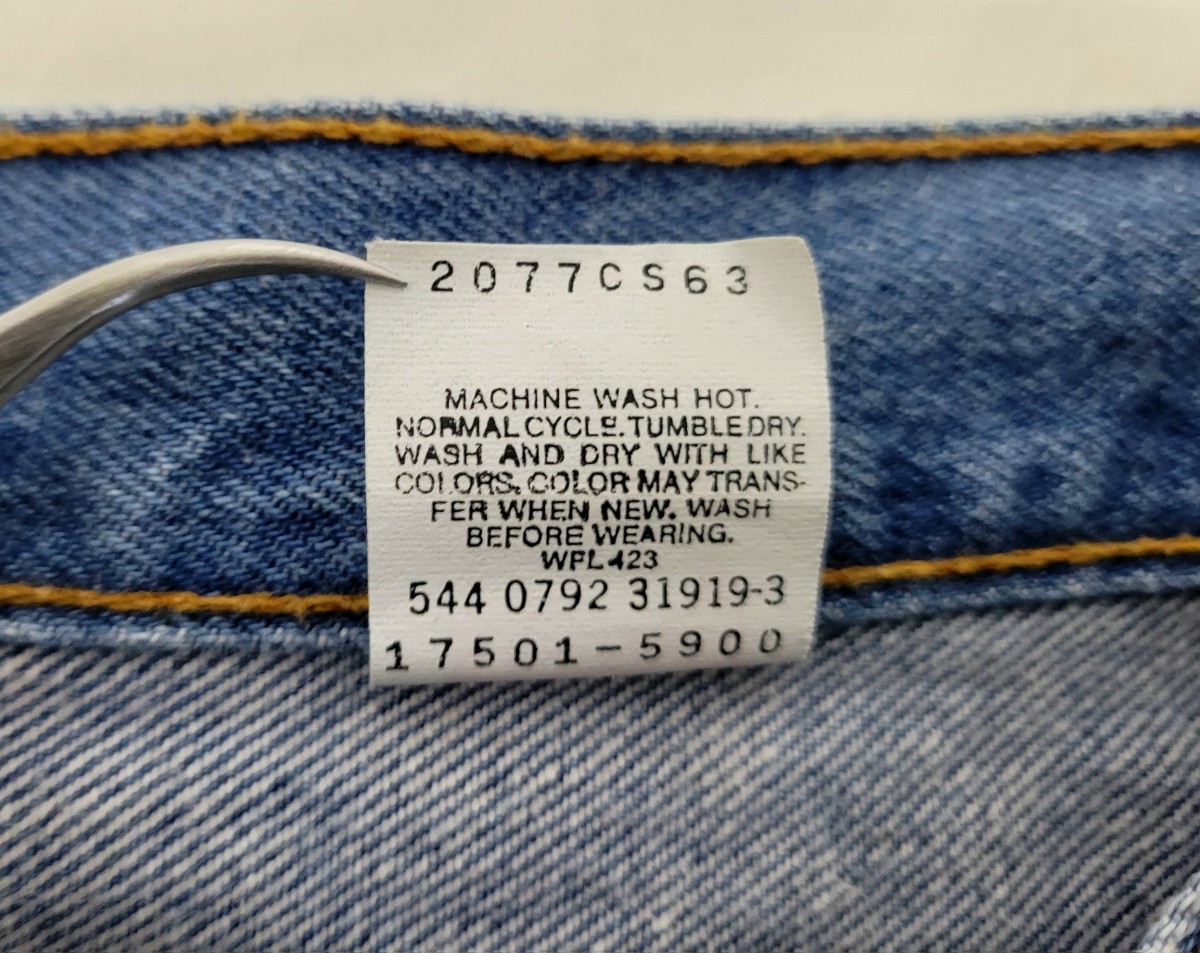 2077CS63
MACHINE WASH HOT.
NORMAL CYCLE. TUMBLE DRY.
WASH AND DRY WITH LIKE
COLORS. COLOR MAY TRANS-
FER WHEN NEW. WASH
BEFORE WEARING.
WPL 423
544 0792 31919-3
17501-5900